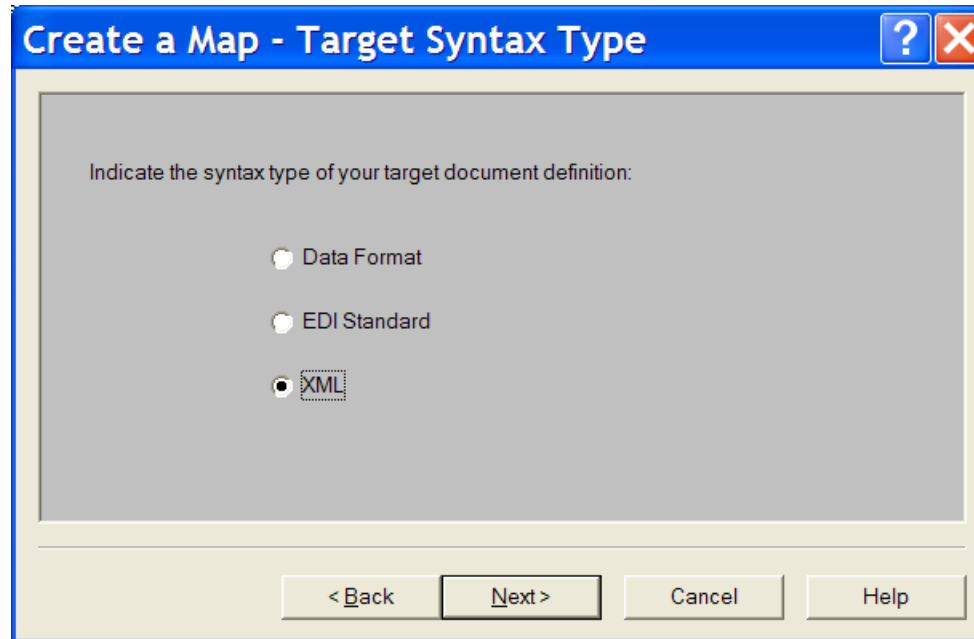 Create a Map - Target Syntax Type
Indicate the syntax type of your target document definition:
Data Format
EDI Standard
XML
< Back Next > Cancel Help